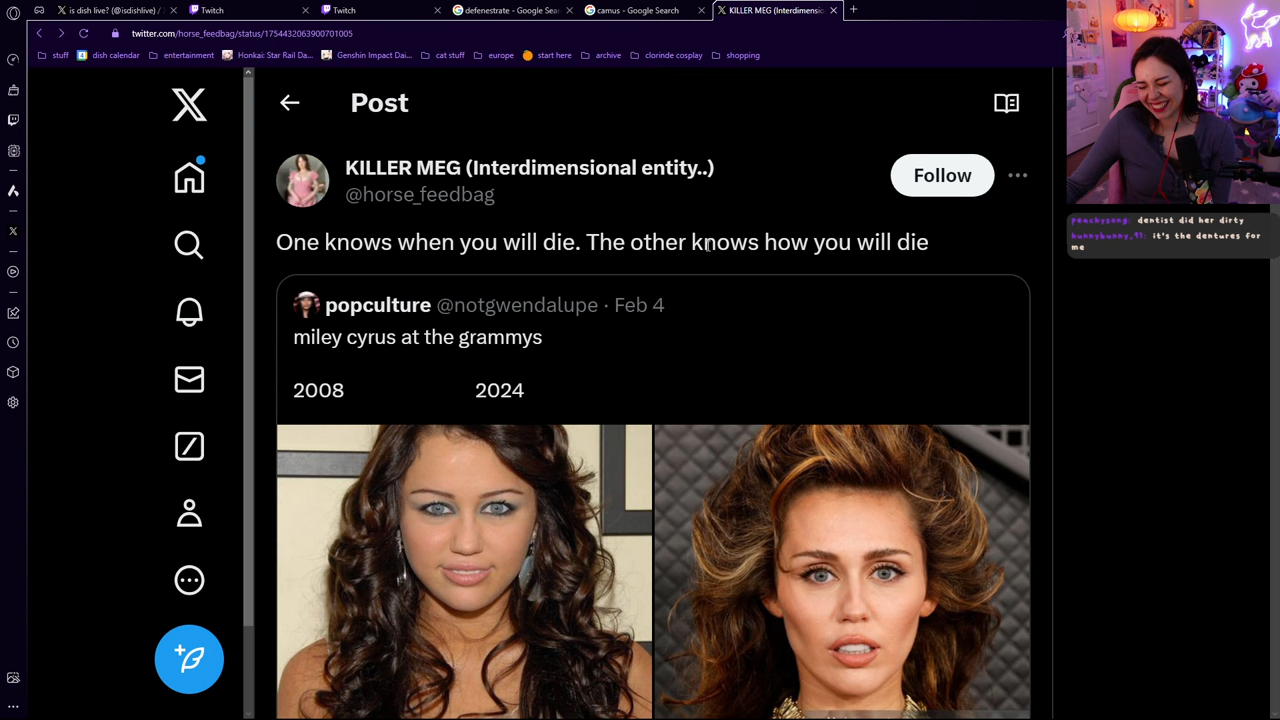 is dish live? (@isdishlive) /
Twitch
Twitch
defenestrate - Google Sear
camus - Google Search
KILLER MEG (Interdimensio
twitter.com/horse_feedbag/status/1754432063900701005
stuff
dish calendar
entertainment
Honkai: Star Rail Da...
Genshin Impact Dai...
cat stuff
europe
start here
archive
clorinde cosplay
shopping
Post
KILLER MEG (Interdimensional entity..)
@horse_feedbag
Follow
One knows when you will die. The other knows how you will die
popculture @notgwendalupe · Feb 4
miley cyrus at the grammys
2008 2024
peachysong: dentist did her dirty
bunnybunny_91: it's the dentures for
me